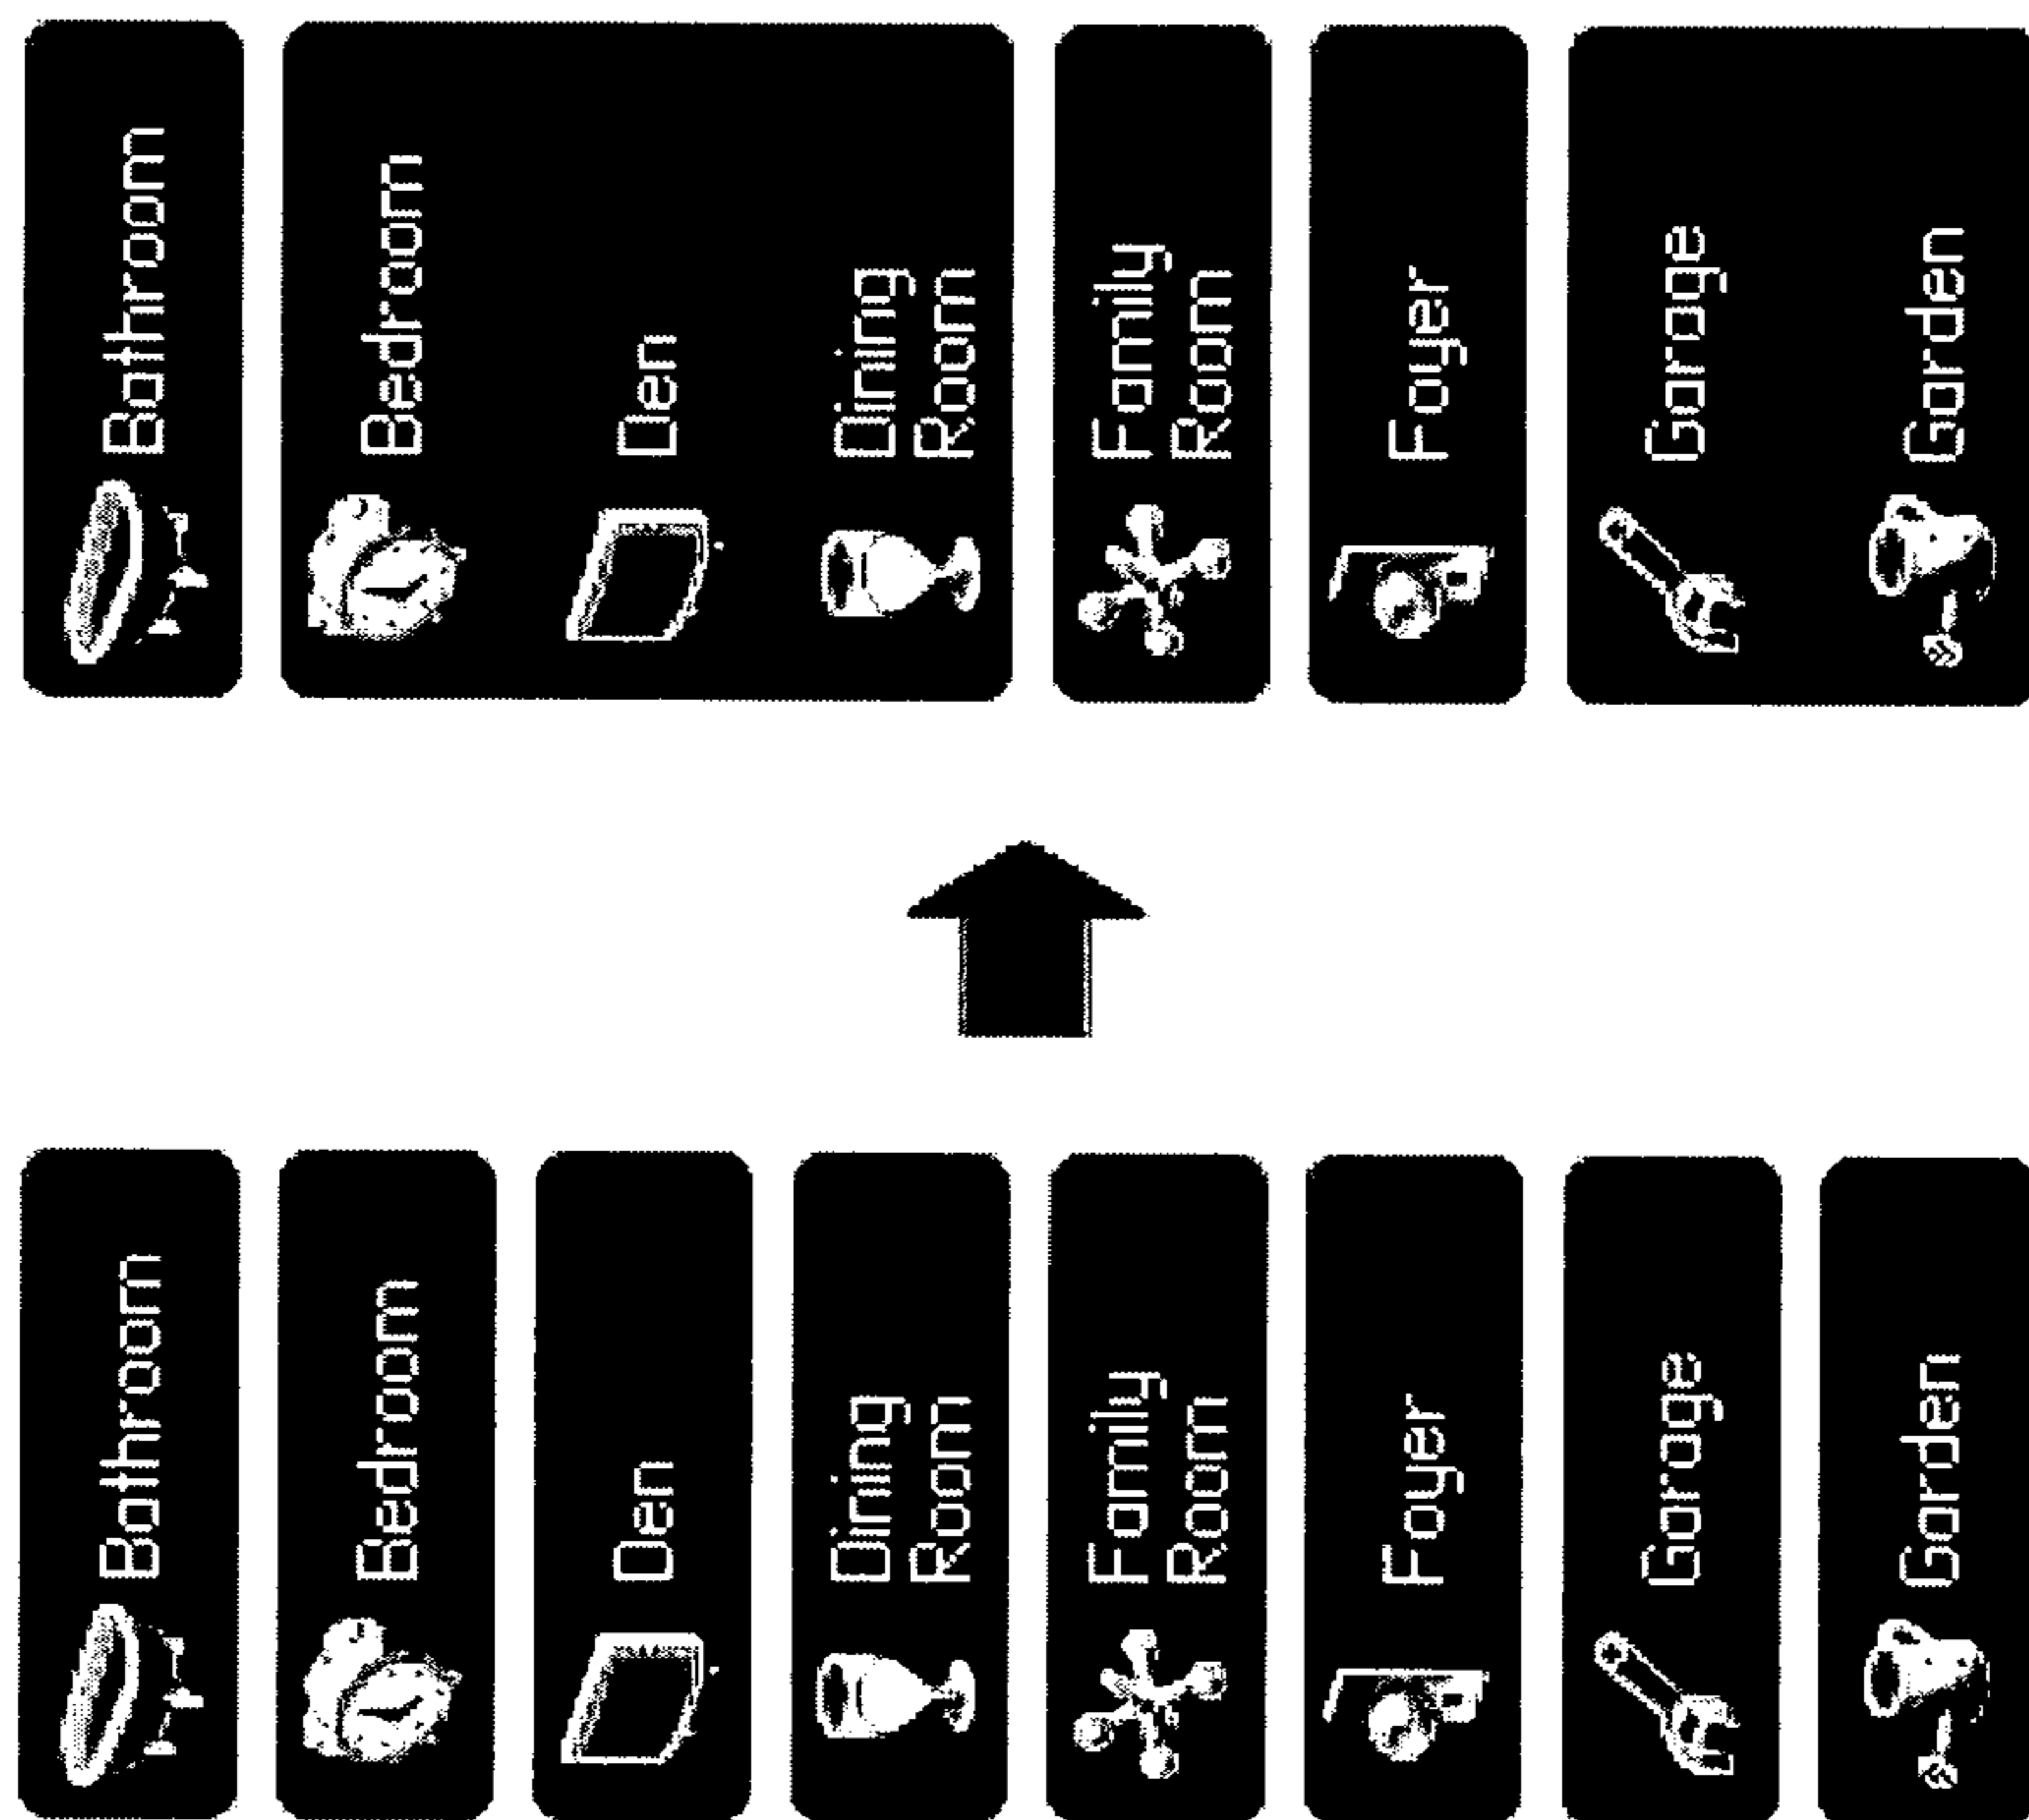 Bathroom
Bedroom
Den
Dining
Room
Family
Room
Foyer
Garage
Garden
Bathroom
Bedroom
Den
Dining
Room
Family
Room
Foyer
Garage
Garden